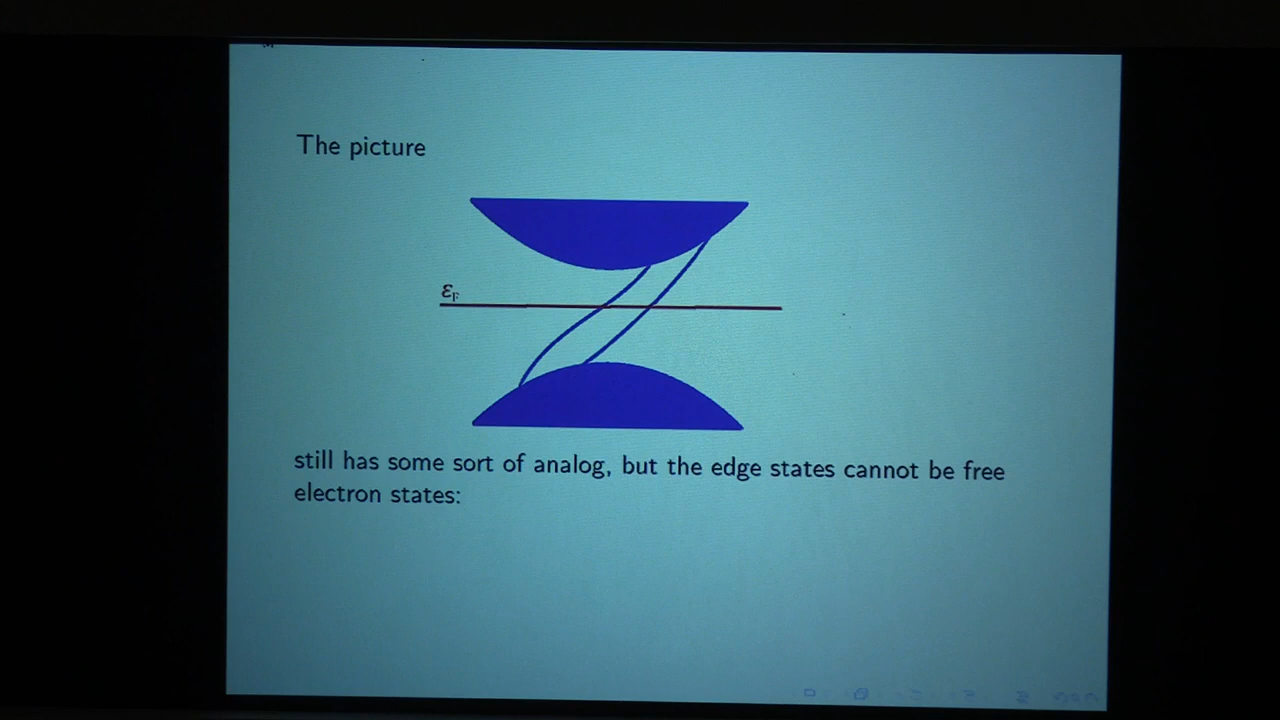 The picture
ε_F
still has some sort of analog, but the edge states cannot be free
electron states: